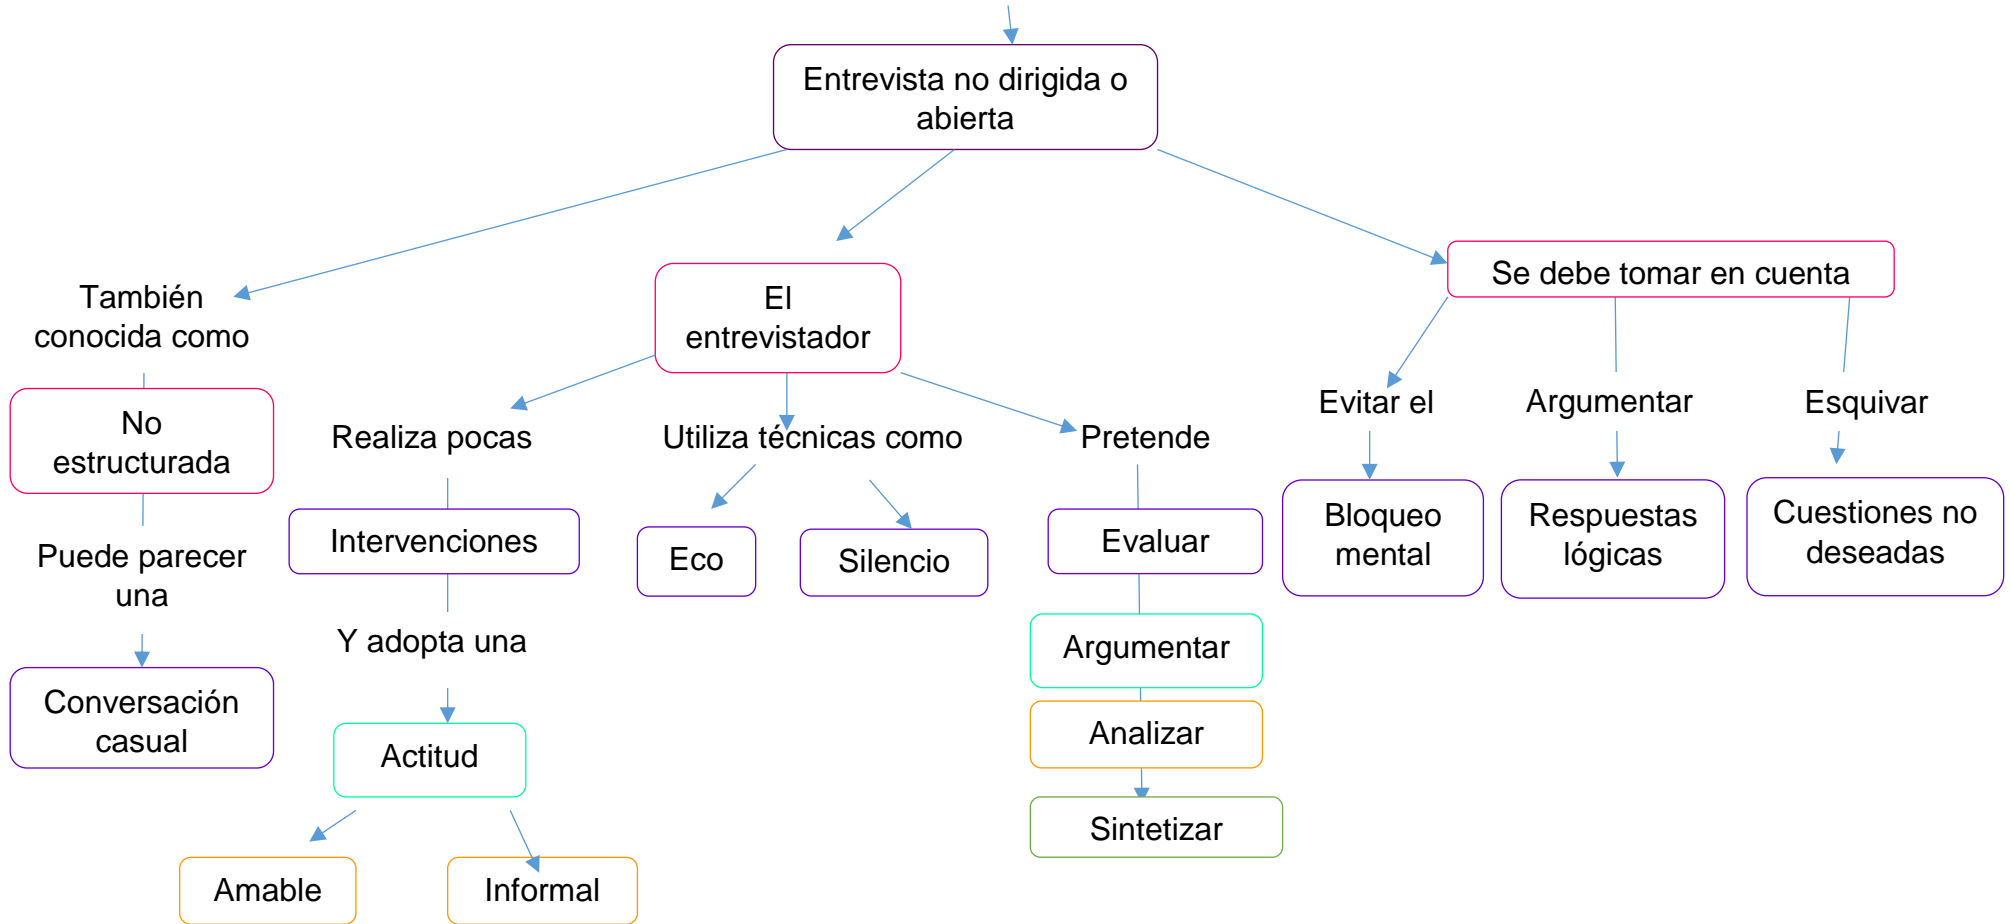 Entrevista no dirigida o
abierta
También
conocida como
No
estructurada
Puede parecer
una
Conversación
casual
El
entrevistador
Realiza pocas
Intervenciones
Y adopta una
Actitud
Amable
Informal
Utiliza técnicas como
Eco
Silencio
Pretende
Evaluar
Argumentar
Analizar
Sintetizar
Se debe tomar en cuenta
Evitar el
Bloqueo
mental
Argumentar
Respuestas
lógicas
Esquivar
Cuestiones no
deseadas